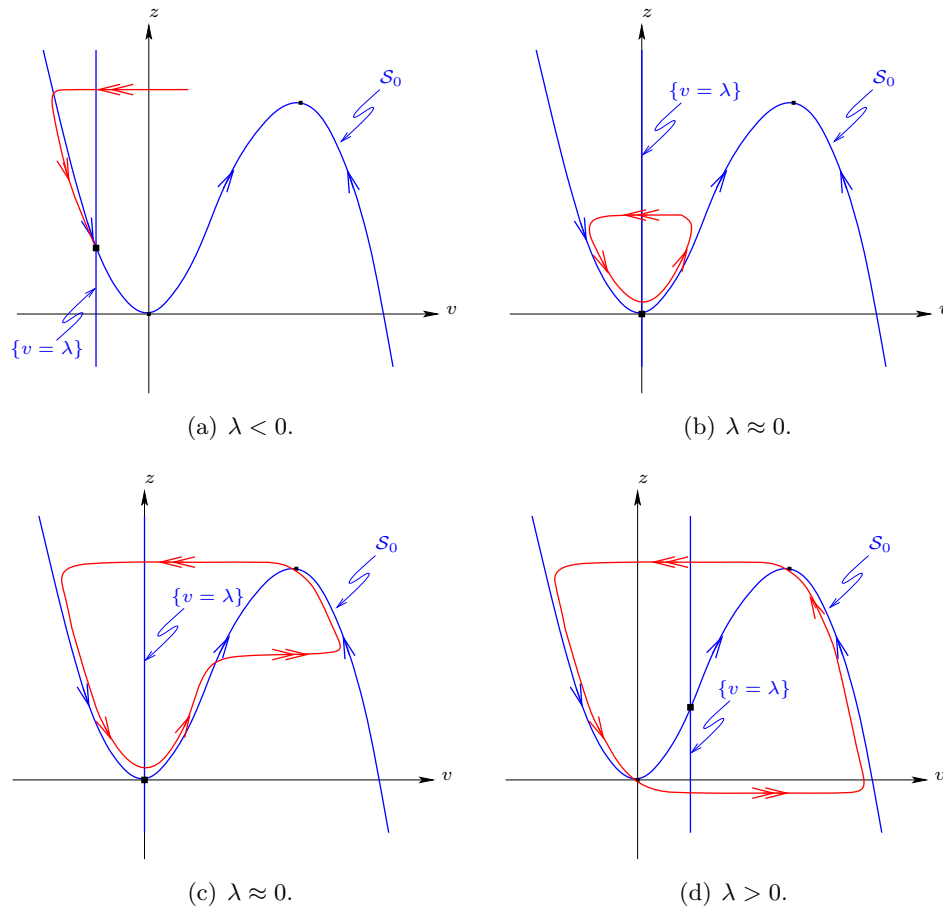 z
S₀
v
{v = λ}
(a) λ < 0.
z
S₀
{v = λ}
v
(b) λ ≈ 0.
z
S₀
{v = λ}
v
(c) λ ≈ 0.
z
S₀
{v = λ}
v
(d) λ > 0.